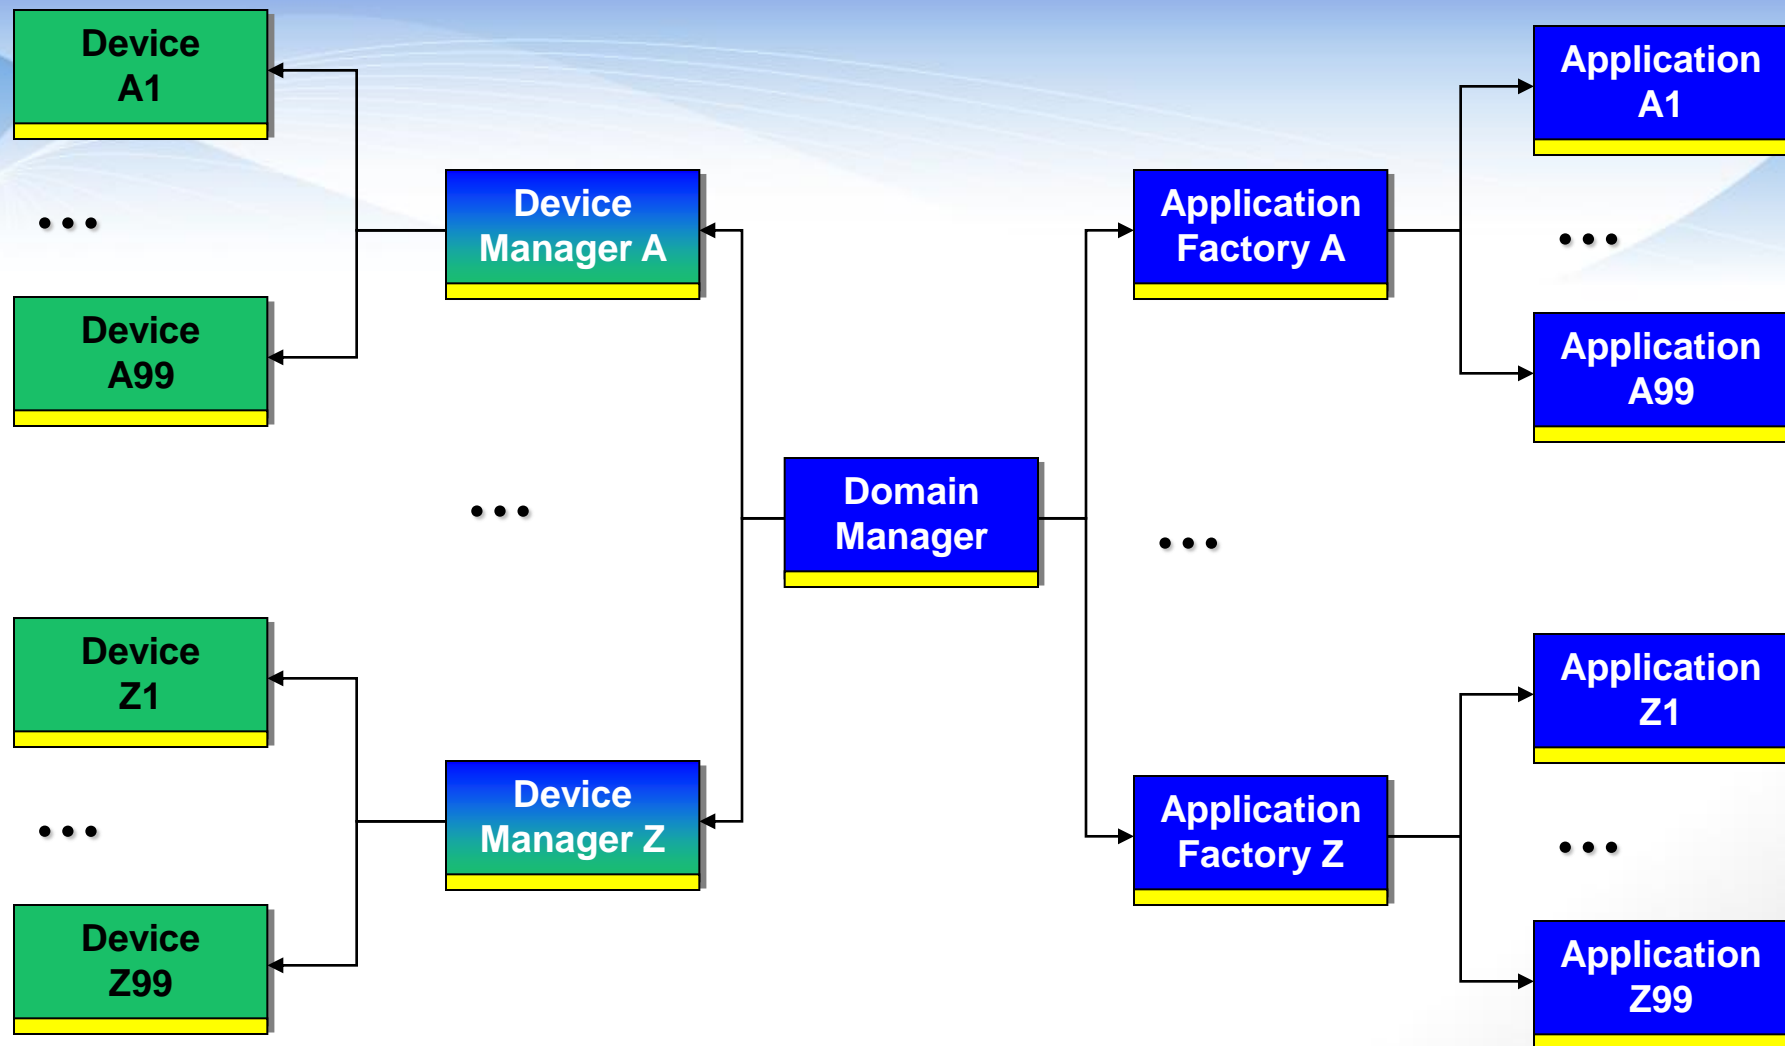 Device
A1
...
Device
A99
Device
Manager A
...
Device
Z1
...
Device
Z99
Device
Manager Z
Domain
Manager
Application
Factory A
...
Application
Factory Z
Application
A1
...
Application
A99
Application
Z1
...
Application
Z99